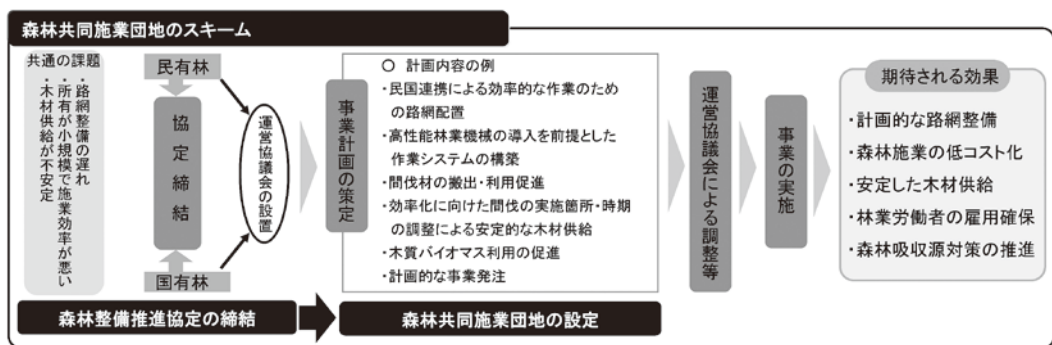 森林共同施業団地のスキーム
共通の課題
・路網整備の遅れ
・所有が小規模で施業効率が悪い
・木材供給が不安定
民有林
協定締結
国有林
運営協議会の設置
事業計画の策定
○ 計画内容の例
・民国連携による効率的な作業のため
の路網配置
・高性能林業機械の導入を前提とした
作業システムの構築
・間伐材の搬出・利用促進
・効率化に向けた間伐の実施箇所・時期
の調整による安定的な木材供給
・木質バイオマス利用の促進
・計画的な事業発注
運営協議会による調整等
事業の実施
期待される効果
・計画的な路網整備
・森林施業の低コスト化
・安定した木材供給
・林業労働者の雇用確保
・森林吸収源対策の推進
森林整備推進協定の締結
森林共同施業団地の設定